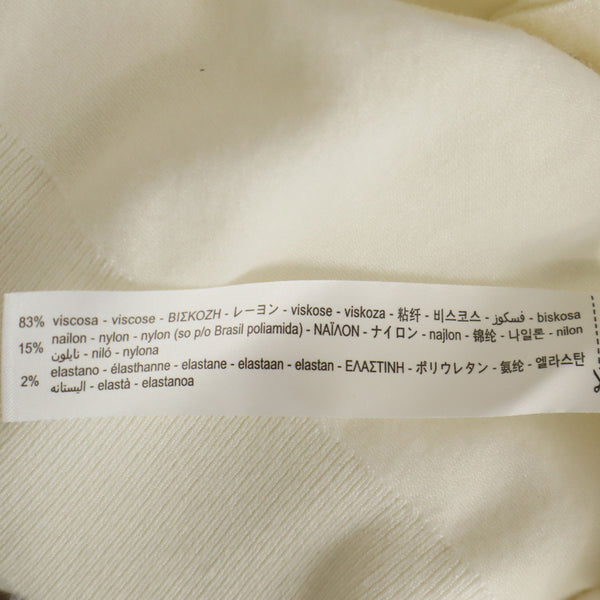 83% viscosa - viscose - ΒΙΣΚΟΖΗ - レーヨン - viskose - viskoza - 粘纤 - 비스코스 - فسكوز - biskosa
15% nailon - nylon - nylon (so p/o Brasil poliamida) - ΝΑΪΛΟΝ - ナイロン - najlon - 锦纶 - 나일론 - nilon
نايلون - niló - nylona
2% elastano - élasthanne - elastane - elastaan - elastan - ΕΛΑΣΤΙΝΗ - ポリウレタン - 氨纶 - 엘라스탄
اليستانه - elastà - elastanoa